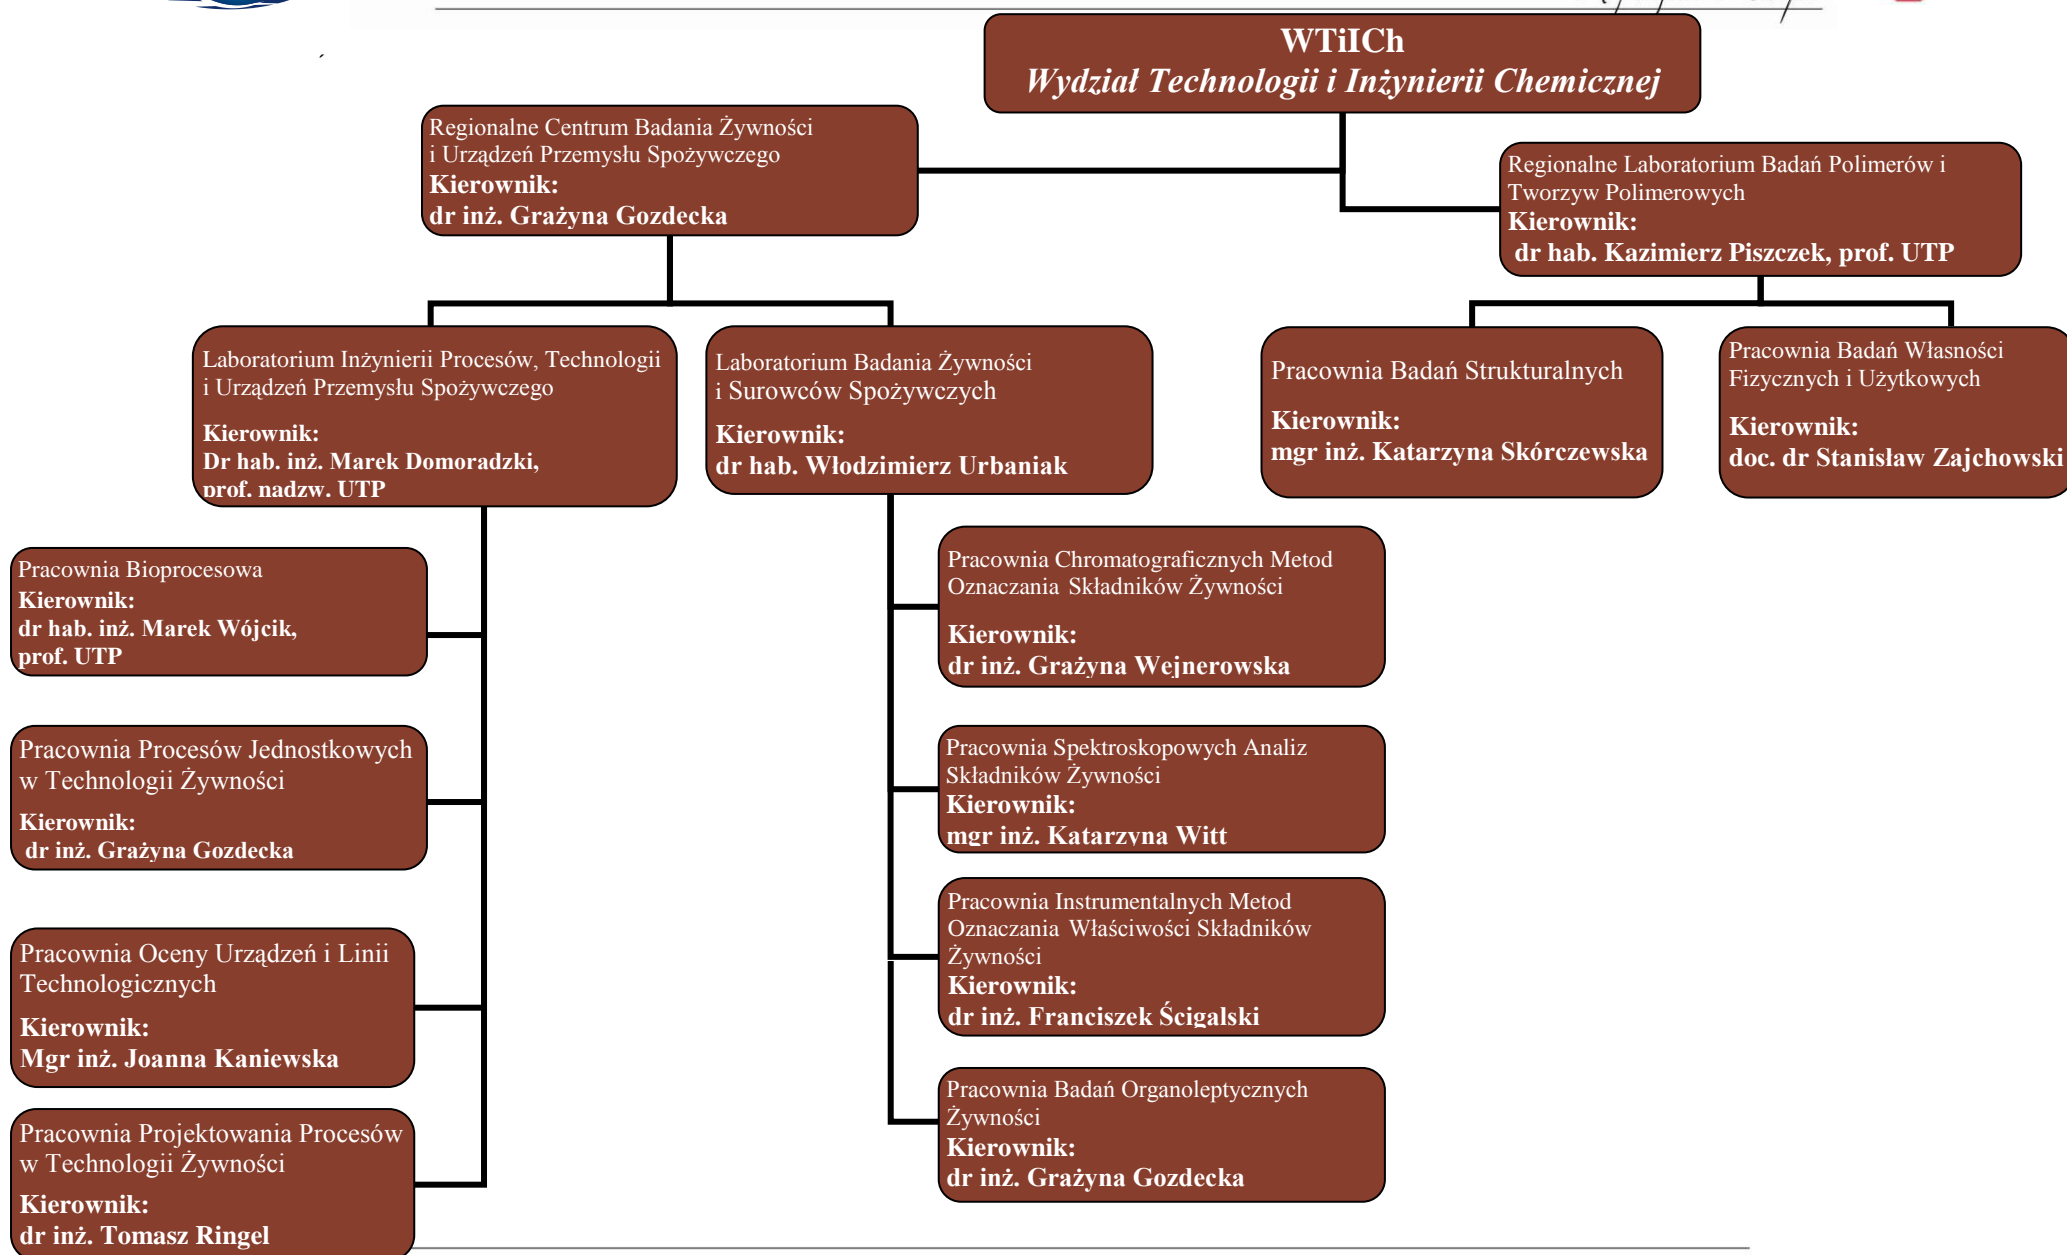 WTiICh
Wydział Technologii i Inżynierii Chemicznej
Regionalne Centrum Badania Żywności
i Urządzeń Przemysłu Spożywczego
Kierownik:
dr inż. Grażyna Gozdecka
Regionalne Laboratorium Badań Polimerów i
Tworzyw Polimerowych
Kierownik:
dr hab. Kazimierz Piszczek, prof. UTP
Laboratorium Inżynierii Procesów, Technologii
i Urządzeń Przemysłu Spożywczego
Kierownik:
Dr hab. inż. Marek Domoradzki,
prof. nadzw. UTP
Laboratorium Badania Żywności
i Surowców Spożywczych
Kierownik:
dr hab. Włodzimierz Urbaniak
Pracownia Badań Strukturalnych
Kierownik:
mgr inż. Katarzyna Skórczewska
Pracownia Badań Własności
Fizycznych i Użytkowych
Kierownik:
doc. dr Stanisław Zajchowski
Pracownia Bioprocesowa
Kierownik:
dr hab. inż. Marek Wójcik,
prof. UTP
Pracownia Procesów Jednostkowych
w Technologii Żywności
Kierownik:
dr inż. Grażyna Gozdecka
Pracownia Oceny Urządzeń i Linii
Technologicznych
Kierownik:
Mgr inż. Joanna Kaniewska
Pracownia Projektowania Procesów
w Technologii Żywności
Kierownik:
dr inż. Tomasz Ringel
Pracownia Chromatograficznych Metod
Oznaczania Składników Żywności
Kierownik:
dr inż. Grażyna Wejnerowska
Pracownia Spektroskopowych Analiz
Składników Żywności
Kierownik:
mgr inż. Katarzyna Witt
Pracownia Instrumentalnych Metod
Oznaczania Właściwości Składników
Żywności
Kierownik:
dr inż. Franciszek Ścigalski
Pracownia Badań Organoleptycznych
Żywności
Kierownik:
dr inż. Grażyna Gozdecka